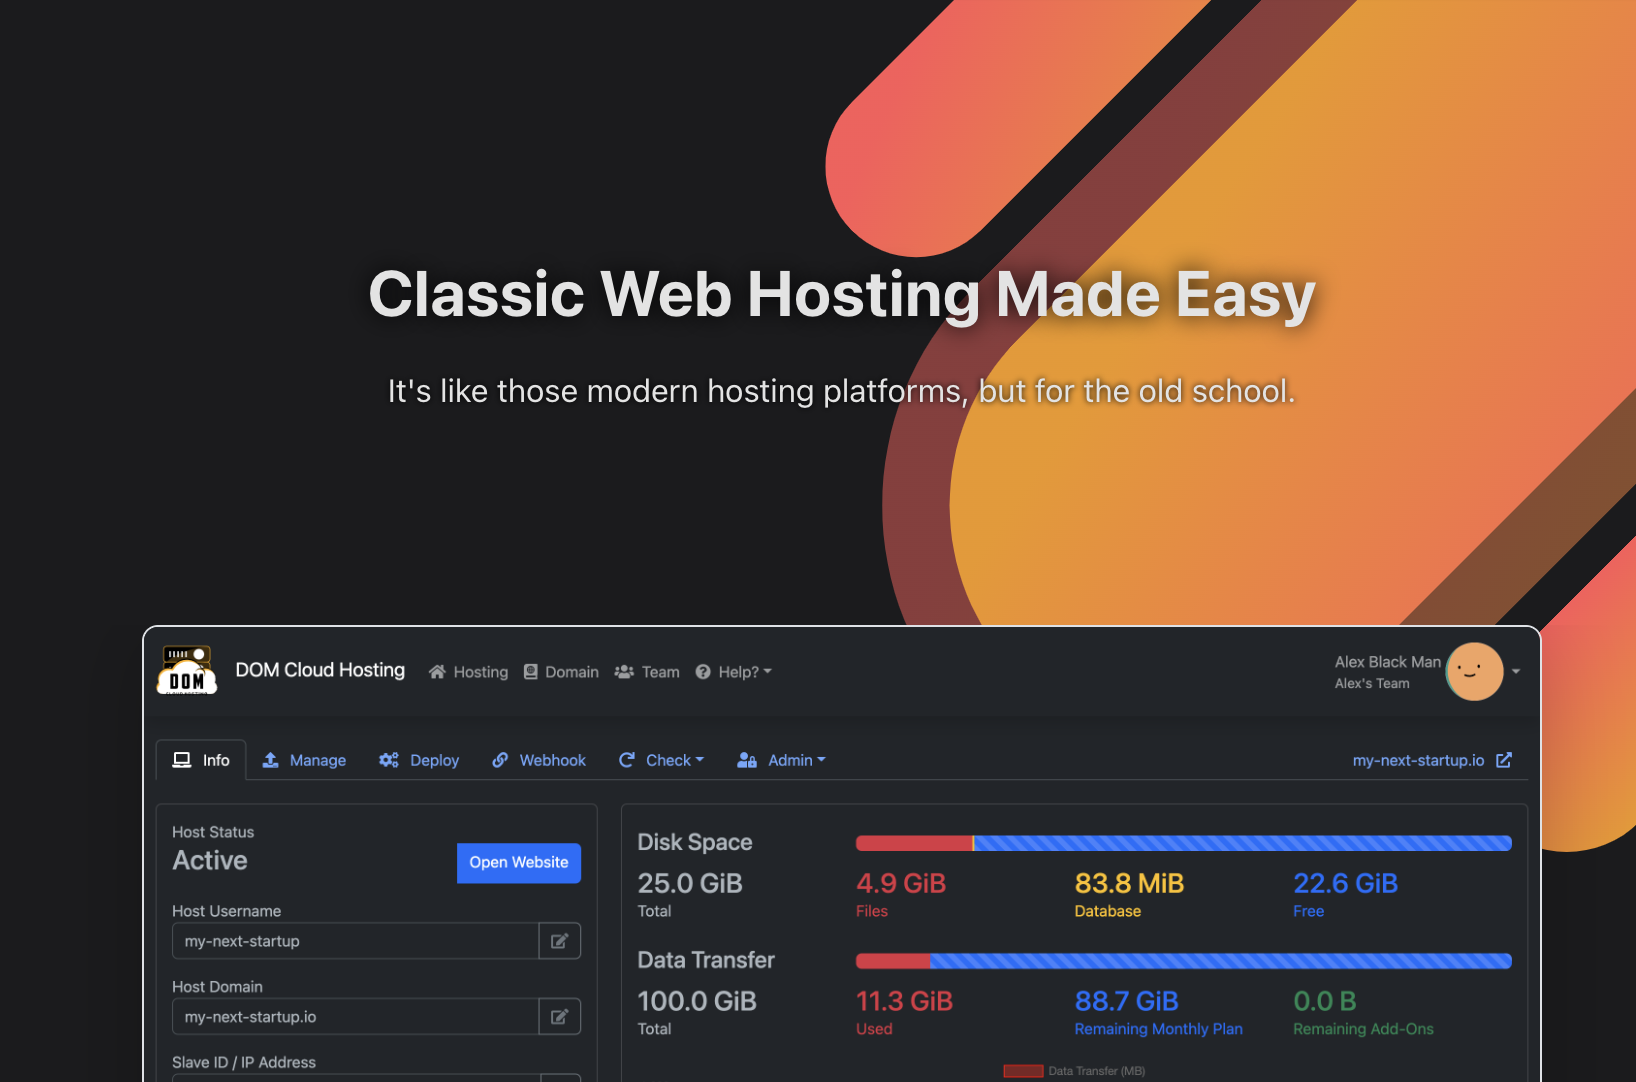 Classic Web Hosting Made Easy
It's like those modern hosting platforms, but for the old school.
DOM
DOM Cloud Hosting Hosting Domain Team Help?
Alex Black Man
Alex's Team
Info Manage Deploy Webhook Check Admin my-next-startup.io
Host Status
Active
Open Website
Host Username
my-next-startup
Host Domain
my-next-startup.io
Slave ID / IP Address
Disk Space
25.0 GiB 4.9 GiB 83.8 MiB 22.6 GiB
Total Files Database Free
Data Transfer
100.0 GiB 11.3 GiB 88.7 GiB 0.0 B
Total Used Remaining Monthly Plan Remaining Add-Ons
Data Transfer (MB)